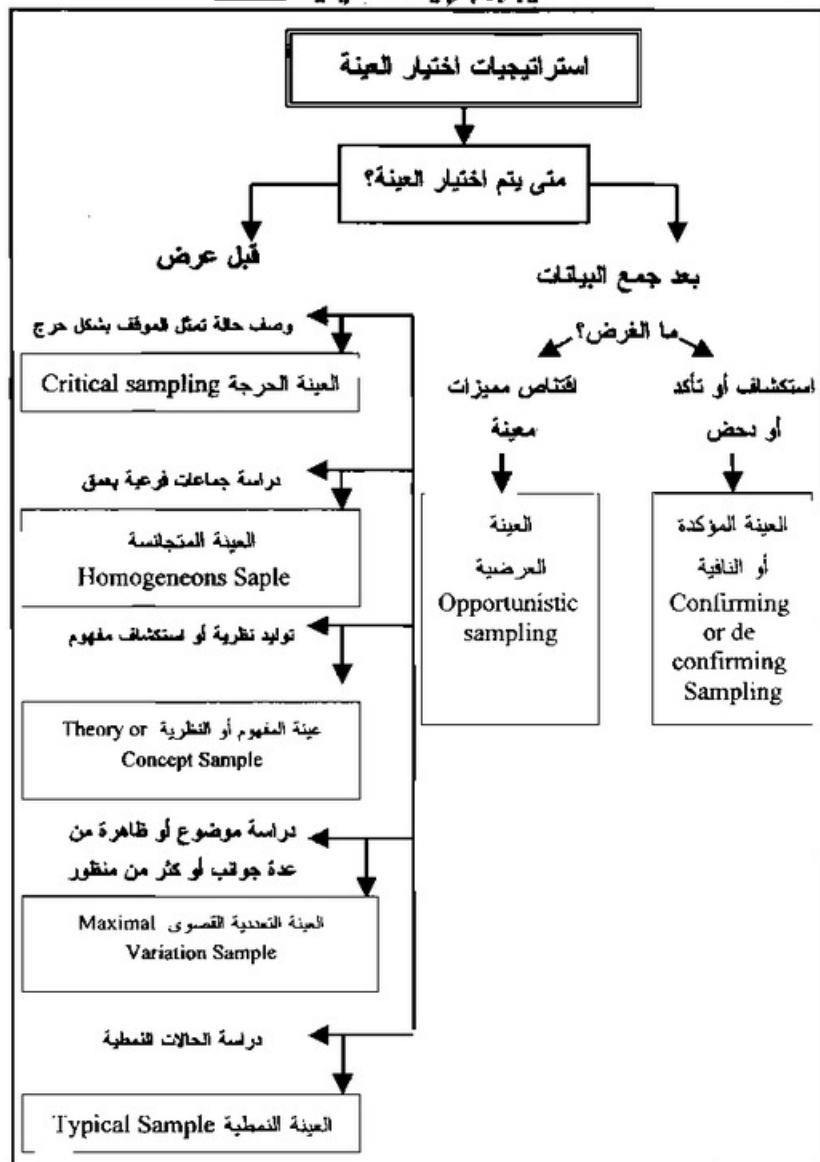 استراتيجيات اختيار العينة
متى يتم اختيار العينة؟
قبل عرض
بعد جمع البيانات
ما الغرض؟
استكشاف أو تأكد
أو دحض
العينة المؤكدة
أو النافية
Confirming
or de
confirming
Sampling
اقتناص مميزات
معينة
العينة
العرضية
Opportunistic
sampling
وصف حالة تمثل الموقف بشكل حرج
العينة الحرجة Critical sampling
دراسة جماعات فرعية بعمق
العينة المتجانسة
Homogeneons Saple
توليد نظرية أو استكشاف مفهوم
عينة المفهوم أو النظرية Theory or
Concept Sample
دراسة موضوع أو ظاهرة من
عدة جوانب أو كثر من منظور
العينة التعددية القصوى Maximal
Variation Sample
دراسة الحالات النمطية
العينة النمطية Typical Sample